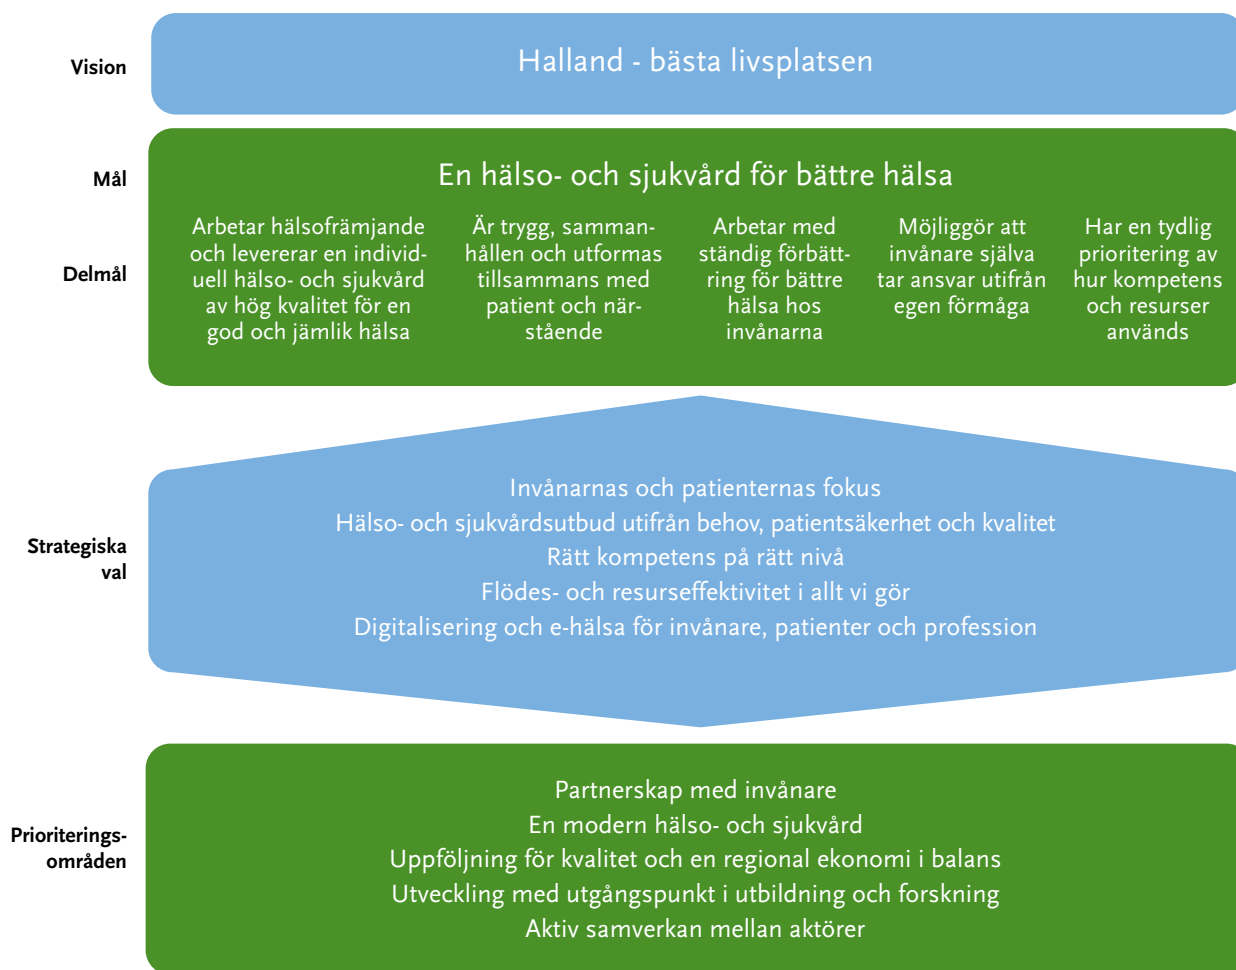 Vision
Halland - bästa livsplatsen
Mål
En hälso- och sjukvård för bättre hälsa
Delmål
Arbetar hälsofrämjande
och levererar en individ-
uell hälso- och sjukvård
av hög kvalitet för en
god och jämlik hälsa
Är trygg, samman-
hållen och utformas
tillsammans med
patient och när-
stående
Arbetar med
ständig förbätt-
ring för bättre
hälsa hos
invånarna
Möjliggör att
invånare själva
tar ansvar utifrån
egen förmåga
Har en tydlig
prioritering av
hur kompetens
och resurser
används
Strategiska
val
Invånarnas och patienternas fokus
Hälso- och sjukvårdsutbud utifrån behov, patientsäkerhet och kvalitet
Rätt kompetens på rätt nivå
Flödes- och resurseffektivitet i allt vi gör
Digitalisering och e-hälsa för invånare, patienter och profession
Prioriterings-
områden
Partnerskap med invånare
En modern hälso- och sjukvård
Uppföljning för kvalitet och en regional ekonomi i balans
Utveckling med utgångspunkt i utbildning och forskning
Aktiv samverkan mellan aktörer